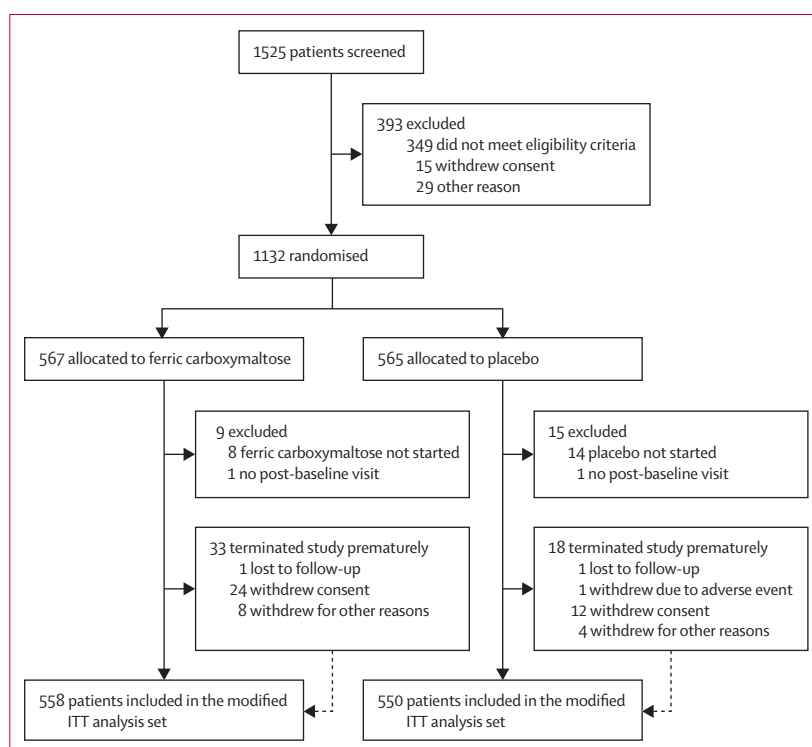 1525 patients screened
393 excluded
349 did not meet eligibility criteria
15 withdrew consent
29 other reason
1132 randomised
567 allocated to ferric carboxymaltose
565 allocated to placebo
9 excluded
8 ferric carboxymaltose not started
1 no post-baseline visit
15 excluded
14 placebo not started
1 no post-baseline visit
33 terminated study prematurely
1 lost to follow-up
24 withdrew consent
8 withdrew for other reasons
18 terminated study prematurely
1 lost to follow-up
1 withdrew due to adverse event
12 withdrew consent
4 withdrew for other reasons
558 patients included in the modified
ITT analysis set
550 patients included in the modified
ITT analysis set